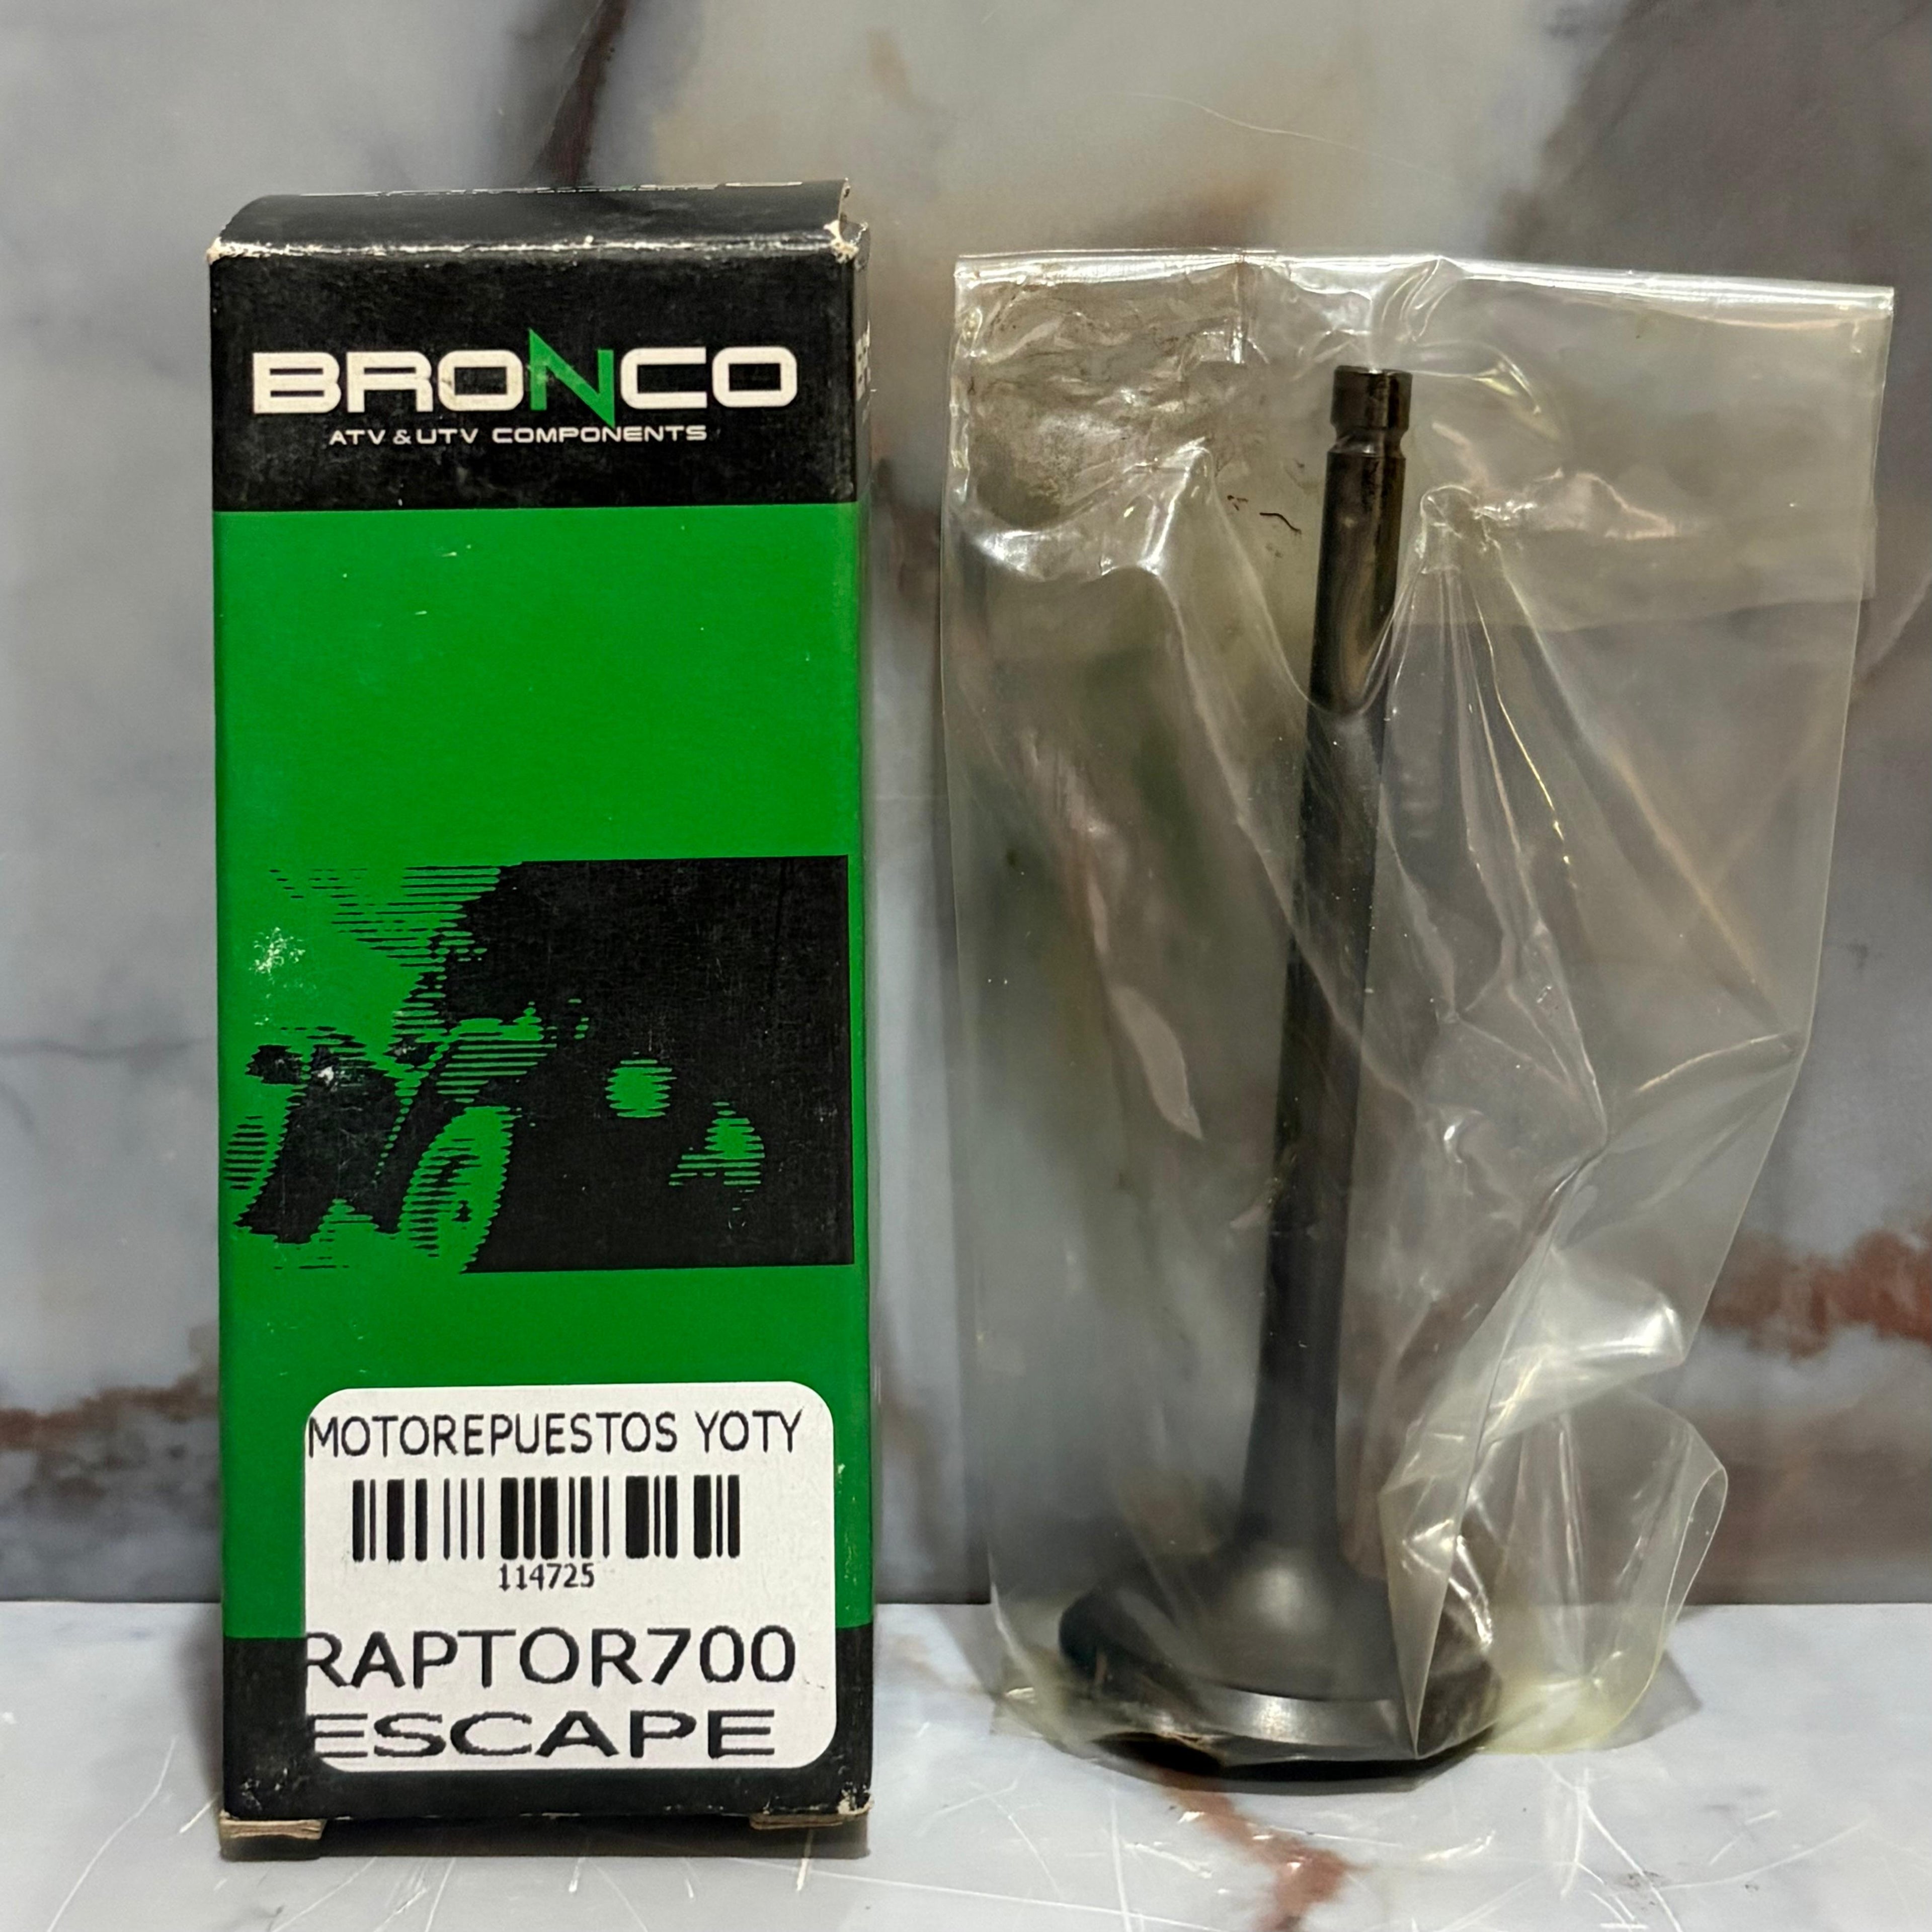 BRONCO
ATV & UTV COMPONENTS
MOTOREPUESTOS YOTY
114725
RAPTOR700
ESCAPE